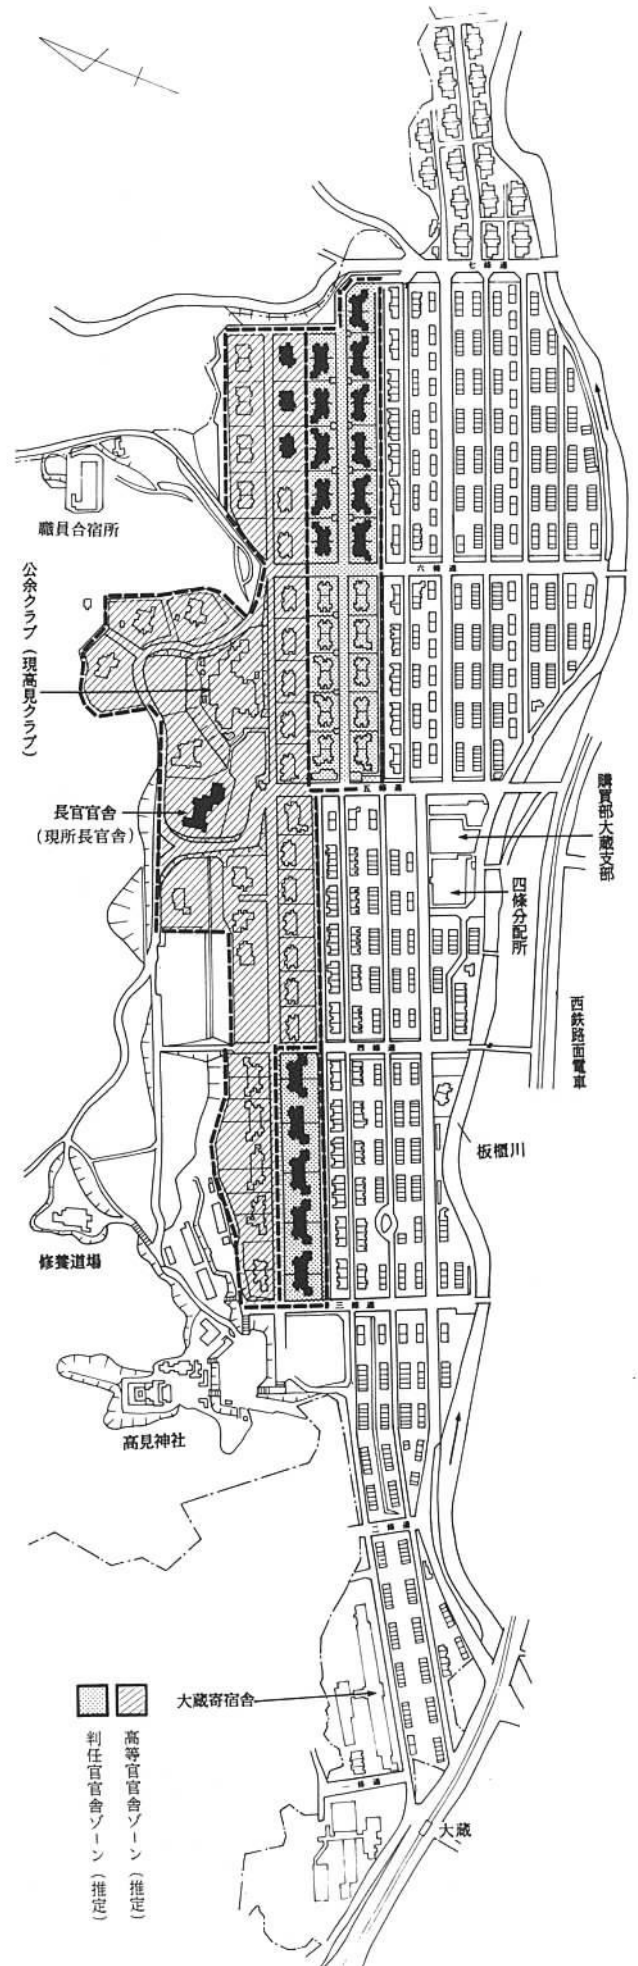 七條通
職員合宿所
六條通
公余クラブ（現高見クラブ）
五條通
長官官舎
（現所長官舎）
購買部大蔵支部
四條分配所
西鉄路面電車
四條通
板櫃川
修養道場
三條通
高見神社
二條通
大蔵寄宿舎
高等官官舎ゾーン（推定）
判任官官舎ゾーン（推定）
一條通
大蔵